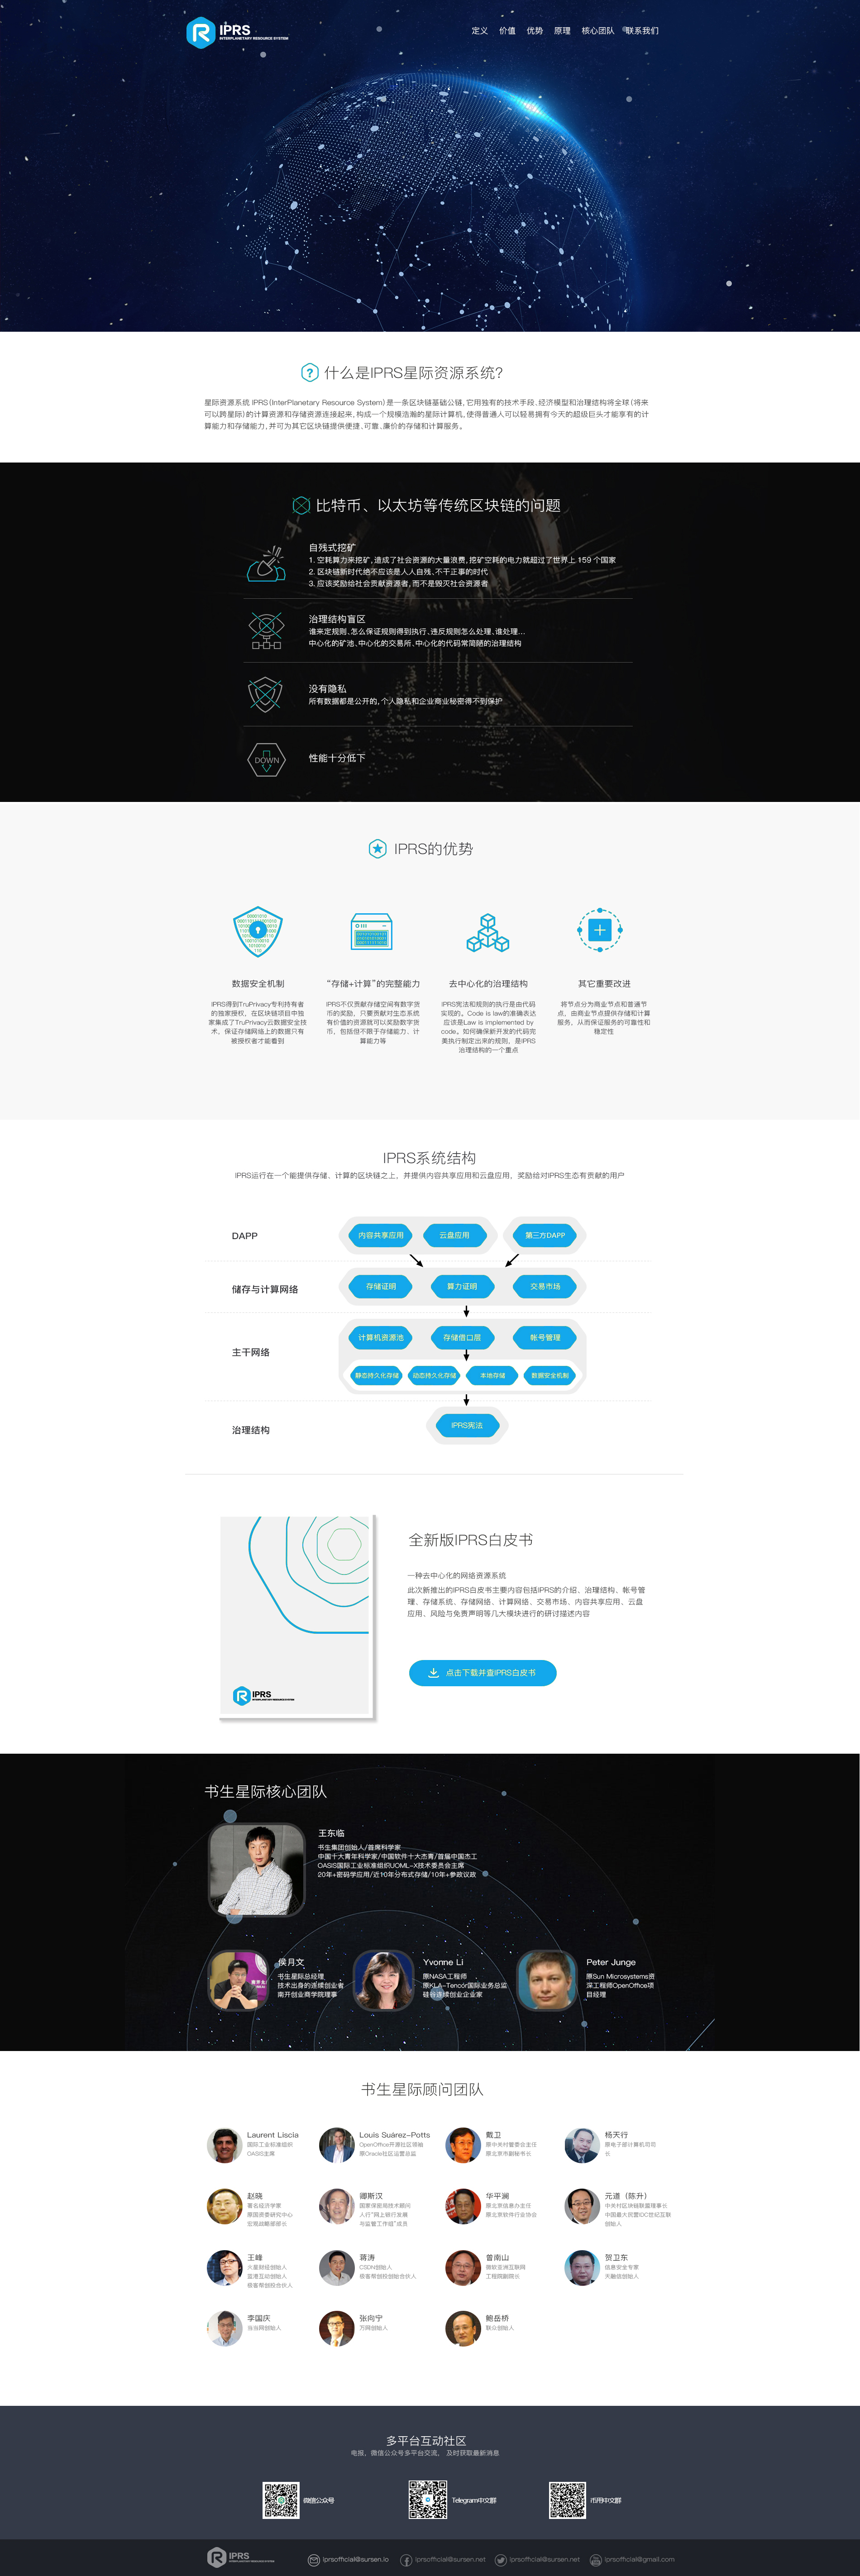 IPRS
INTERPLANETARY RESOURCE SYSTEM
定义 价值 优势 原理 核心团队 联系我们
什么是IPRS星际资源系统?
星际资源系统 IPRS(InterPlanetary Resource System)是一条区块链基础公链,它用独有的技术手段、经济模型和治理结构将全球(将来
可以跨星际)的计算资源和存储资源连接起来,构成一个规模浩瀚的星际计算机,使得普通人可以轻易拥有今天的超级巨头才能享有的计
算能力和存储能力,并可为其它区块链提供便捷、可靠、廉价的存储和计算服务。
比特币、以太坊等传统区块链的问题
自残式挖矿
1. 空耗算力来挖矿,造成了社会资源的大量浪费,挖矿空耗的电力就超过了世界上 159 个国家
2. 区块链新时代绝不应该是人人自残、不干正事的时代
3. 应该奖励给社会贡献资源者,而不是毁灭社会资源者
治理结构盲区
谁来定规则、怎么保证规则得到执行、违反规则怎么处理、谁处理...
中心化的矿池、中心化的交易所、中心化的代码常简陋的治理结构
没有隐私
所有数据都是公开的,个人隐私和企业商业秘密得不到保护
DOWN
性能十分低下
IPRS的优势
数据安全机制
IPRS得到TruPrivacy专利持有者
的独家授权，在区块链项目中独
家集成了TruPrivacy云数据安全技
术、保证存储网络上的数据只有
被授权者才能看到
“存储+计算”的完整能力
IPRS不仅贡献存储空间有数字货
币的奖励，只要贡献对生态系统
有价值的资源就可以奖励数字货
币，包括但不限于存储能力、计
算能力等
去中心化的治理结构
IPRS宪法和规则的执行是由代码
实现的。Code is law的准确表达
应该是Law is implemented by
code。如何确保新开发的代码完
美执行制定出来的规则，是IPRS
治理结构的一个重点
其它重要改进
将节点分为商业节点和普通节
点，由商业节点提供存储和计算
服务，从而保证服务的可靠性和
稳定性
IPRS系统结构
IPRS运行在一个能提供存储、计算的区块链之上，并提供内容共享应用和云盘应用，奖励给对IPRS生态有贡献的用户
DAPP
内容共享应用 云盘应用 第三方DAPP
储存与计算网络
存储证明 算力证明 交易市场
主干网络
计算机资源池 存储借口层 帐号管理
静态持久化存储 动态持久化存储 本地存储 数据安全机制
治理结构
IPRS宪法
全新版IPRS白皮书
一种去中心化的网络资源系统
此次新推出的IPRS白皮书主要内容包括IPRS的介绍、治理结构、帐号管
理、存储系统、存储网络、计算网络、交易市场、内容共享应用、云盘
应用、风险与免责声明等几大模块进行的研讨描述内容
点击下载并查IPRS白皮书
IPRS
INTERPLANETARY RESOURCE SYSTEM
书生星际核心团队
王东临
书生集团创始人/首席科学家
中国十大青年科学家/中国软件十大杰青/首届中国杰工
OASIS国际工业标准组织UOML-X技术委员会主席
20年+密码学应用/近10年分布式存储/10年+参政议政
侯月文
书生星际总经理
技术出身的连续创业者
南开创业商学院理事
Yvonne Li
原NASA工程师
原KLA-Tencor国际业务总监
硅谷连续创业企业家
Peter Junge
原Sun Microsystems资
深工程师OpenOffice项
目经理
书生星际顾问团队
Laurent Liscia
国际工业标准组织
OASIS主席
Louis Suárez-Potts
OpenOffice开源社区领袖
原Oracle社区运营总监
戴卫
原中关村管委会主任
原北京市副秘书长
杨天行
原电子部计算机司司
长
赵晓
著名经济学家
原国资委研究中心
宏观战略部部长
卿斯汉
国家保密局技术顾问
人行“网上银行发展
与监管工作组”成员
华平澜
原北京信息办主任
原北京软件行业协会
元道（陈升）
中关村区块链联盟理事长
中国最大民营IDC世纪互联
创始人
王峰
火星财经创始人
蓝港互动创始人
极客帮创投合伙人
蒋涛
CSDN创始人
极客帮创投创始合伙人
曾南山
微软亚洲互联网
工程院副院长
贺卫东
信息安全专家
天融信创始人
李国庆
当当网创始人
张向宁
万网创始人
鲍岳桥
联众创始人
多平台互动社区
电报，微信公众号多平台交流， 及时获取最新消息
微信公众号
Telegram中文群
币用中文群
IPRS
INTERPLANETARY RESOURCE SYSTEM
iprsofficial@sursen.io iprsofficial@sursen.net iprsofficial@sursen.net iprsofficial@gmail.com